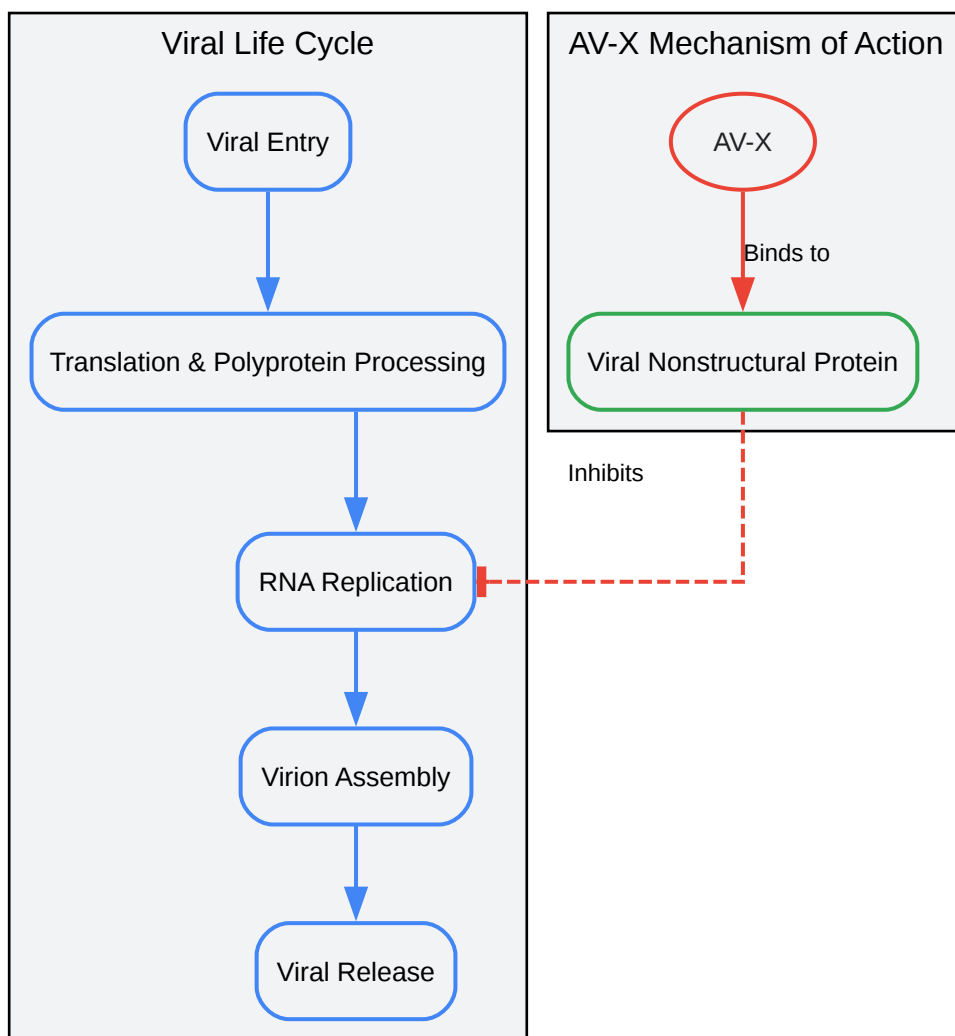 Viral Life Cycle
Viral Entry
Translation & Polyprotein Processing
RNA Replication
Virion Assembly
Viral Release
AV-X Mechanism of Action
AV-X
Binds to
Viral Nonstructural Protein
Inhibits